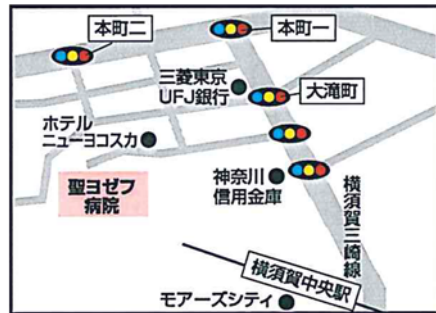 本町二
本町一
三菱東京
UFJ銀行
大滝町
ホテル
ニューヨコスカ
聖ヨゼフ
病院
神奈川
信用金庫
横須賀三崎線
横須賀中央駅
モアーズシティ